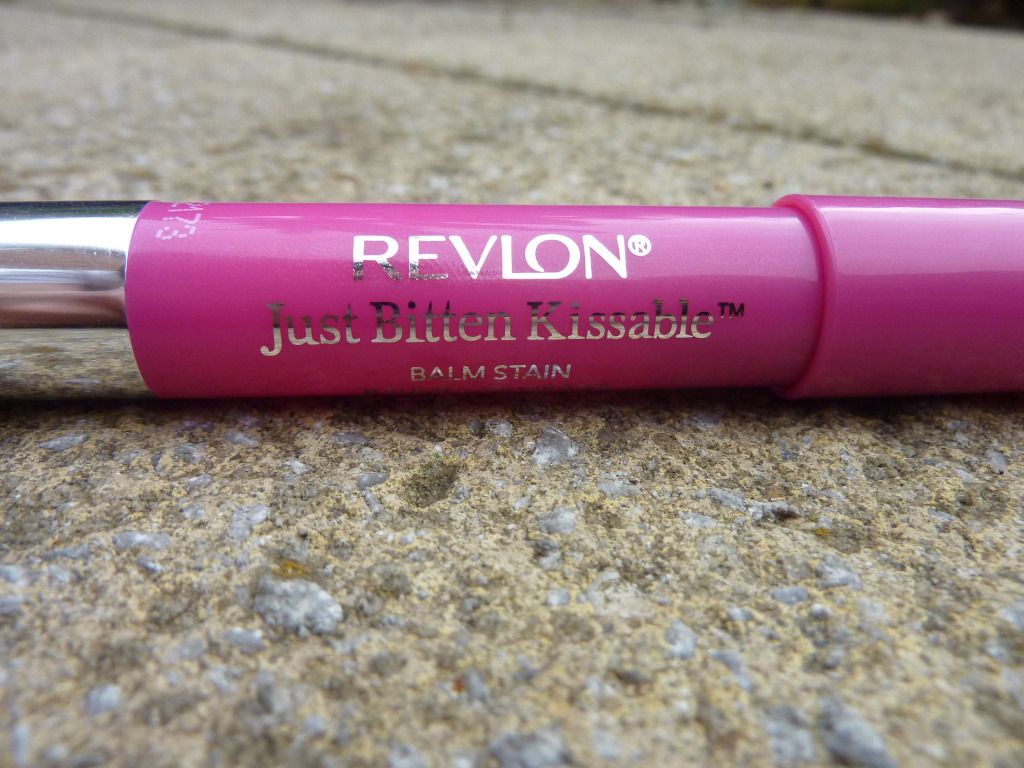 REVLON®
Just Bitten Kissable™
BALM STAIN